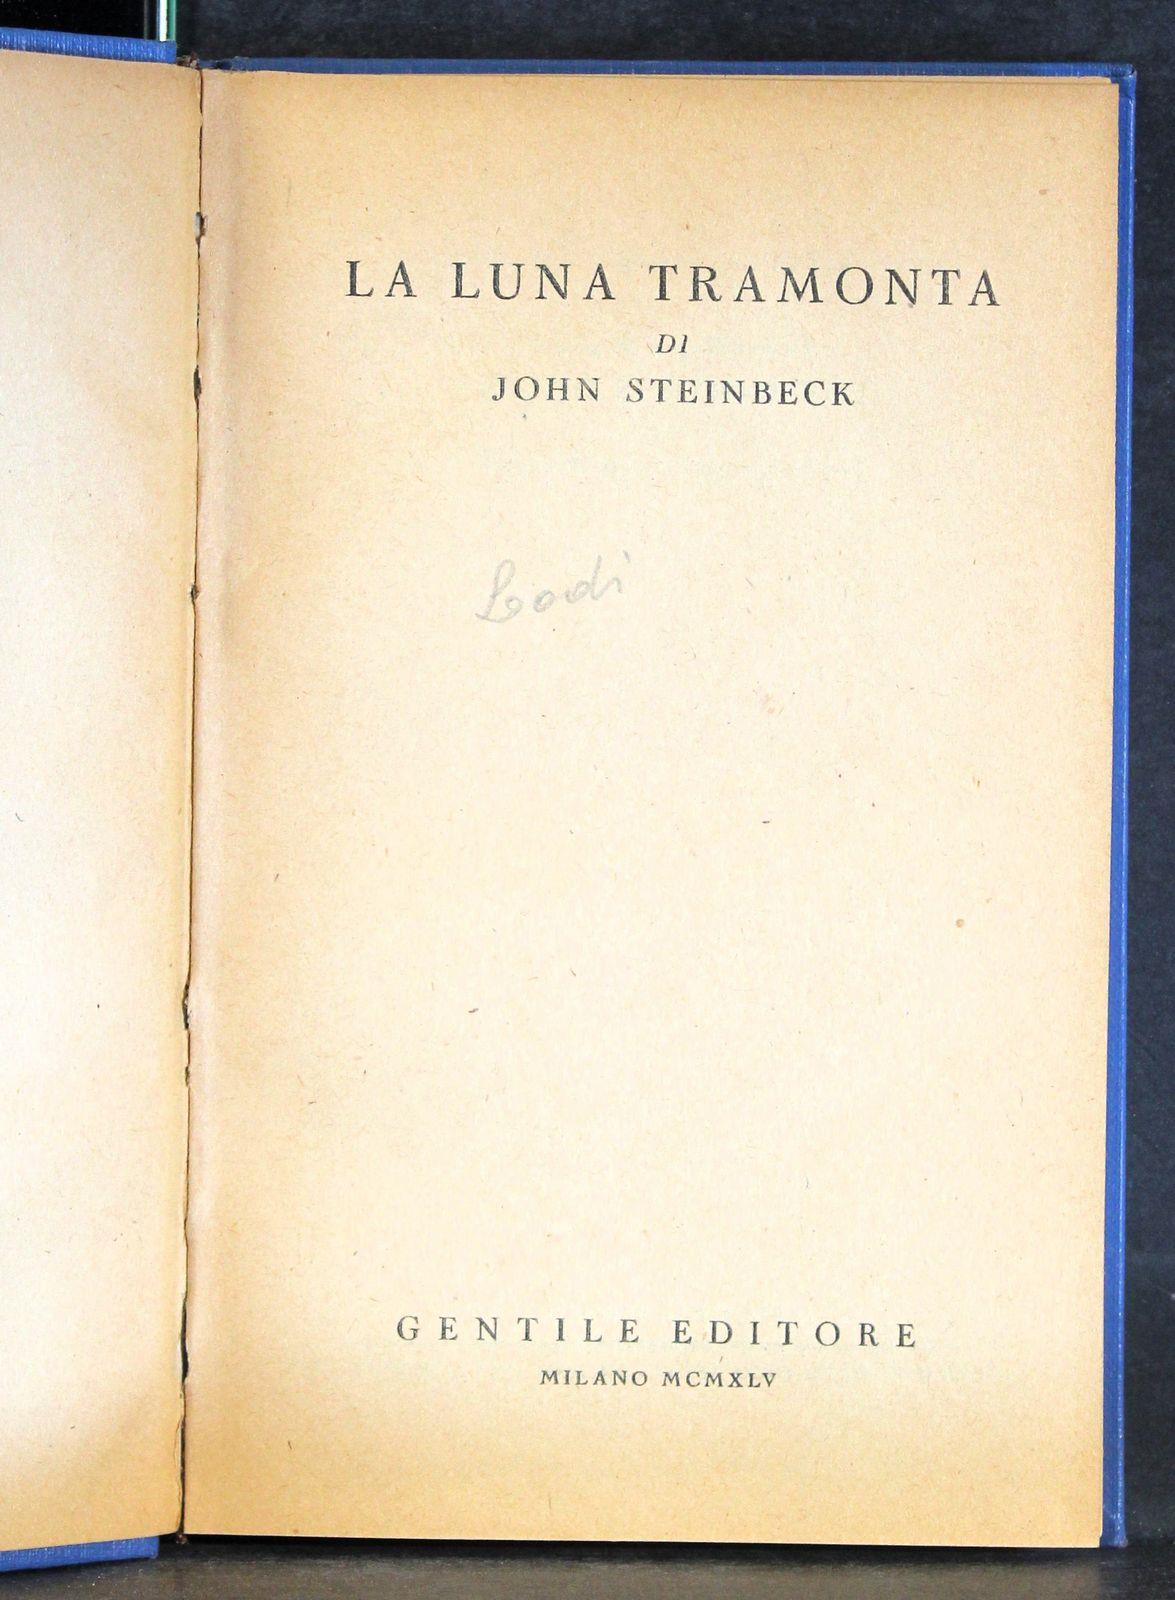 LA LUNA TRAMONTA
DI
JOHN STEINBECK
Lodi
GENTILE EDITORE
MILANO MCMXLV